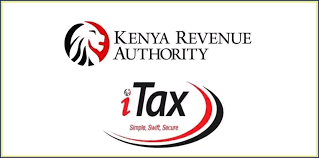 KENYA REVENUE
AUTHORITY
iTax
Simple, Swift, Secure